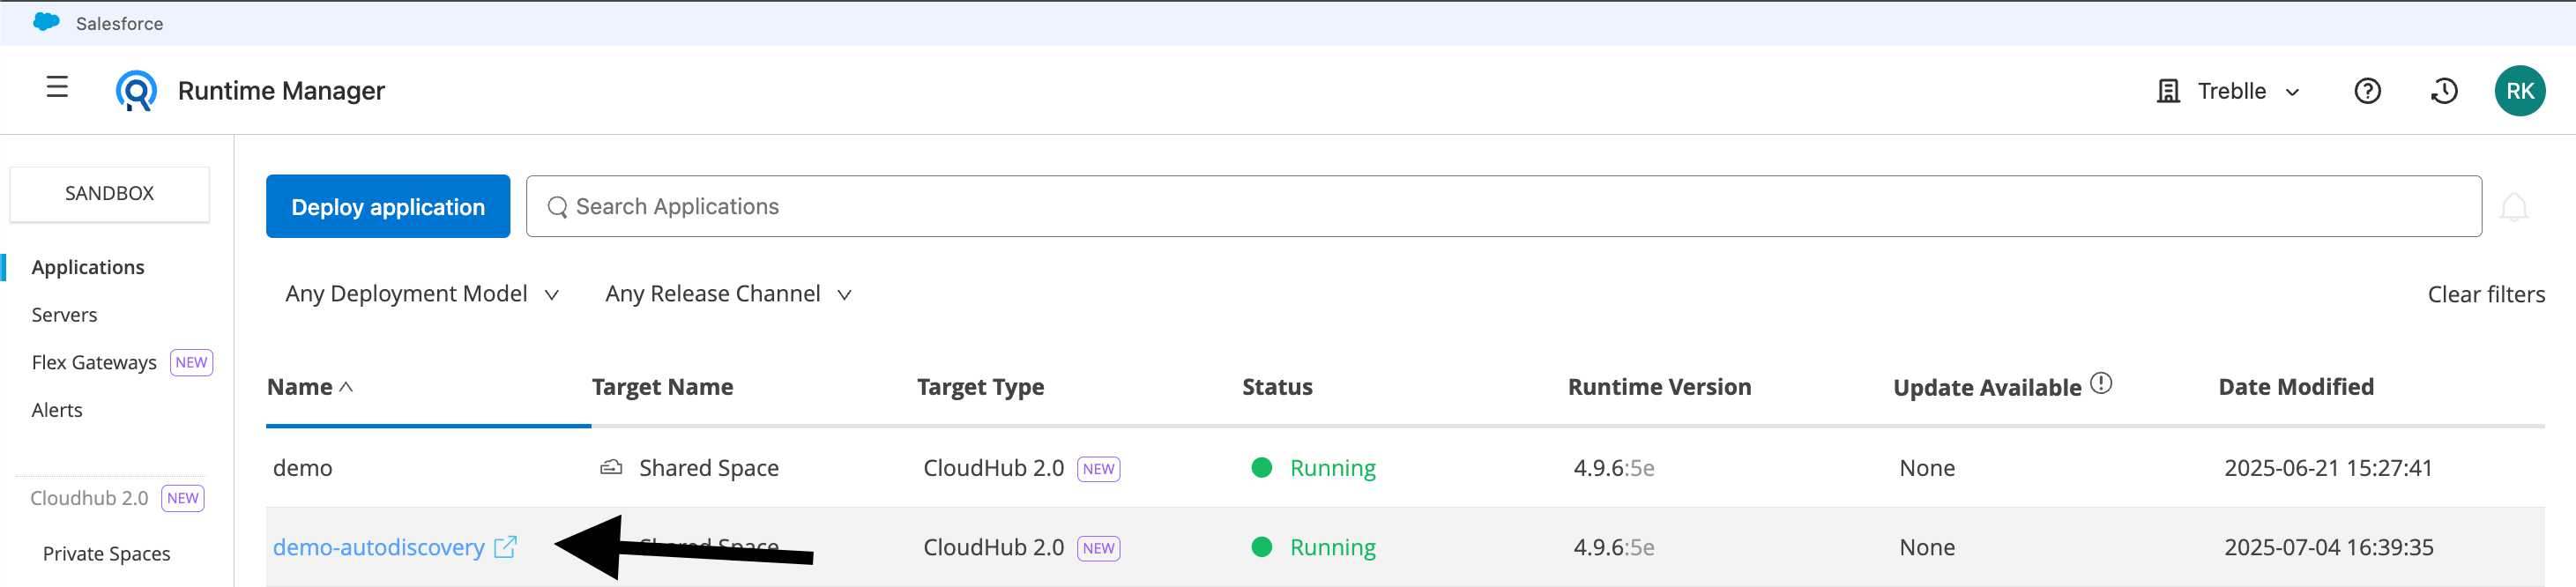 Salesforce
Runtime Manager
Treblle
RK
SANDBOX
Deploy application
Search Applications
Applications
Servers
Flex Gateways NEW
Alerts
Cloudhub 2.0 NEW
Private Spaces
Any Deployment Model
Any Release Channel
Clear filters
Name Target Name Target Type Status Runtime Version Update Available Date Modified
demo Shared Space CloudHub 2.0 NEW Running 4.9.6:5e None 2025-06-21 15:27:41
demo-autodiscovery Shared Space CloudHub 2.0 NEW Running 4.9.6:5e None 2025-07-04 16:39:35